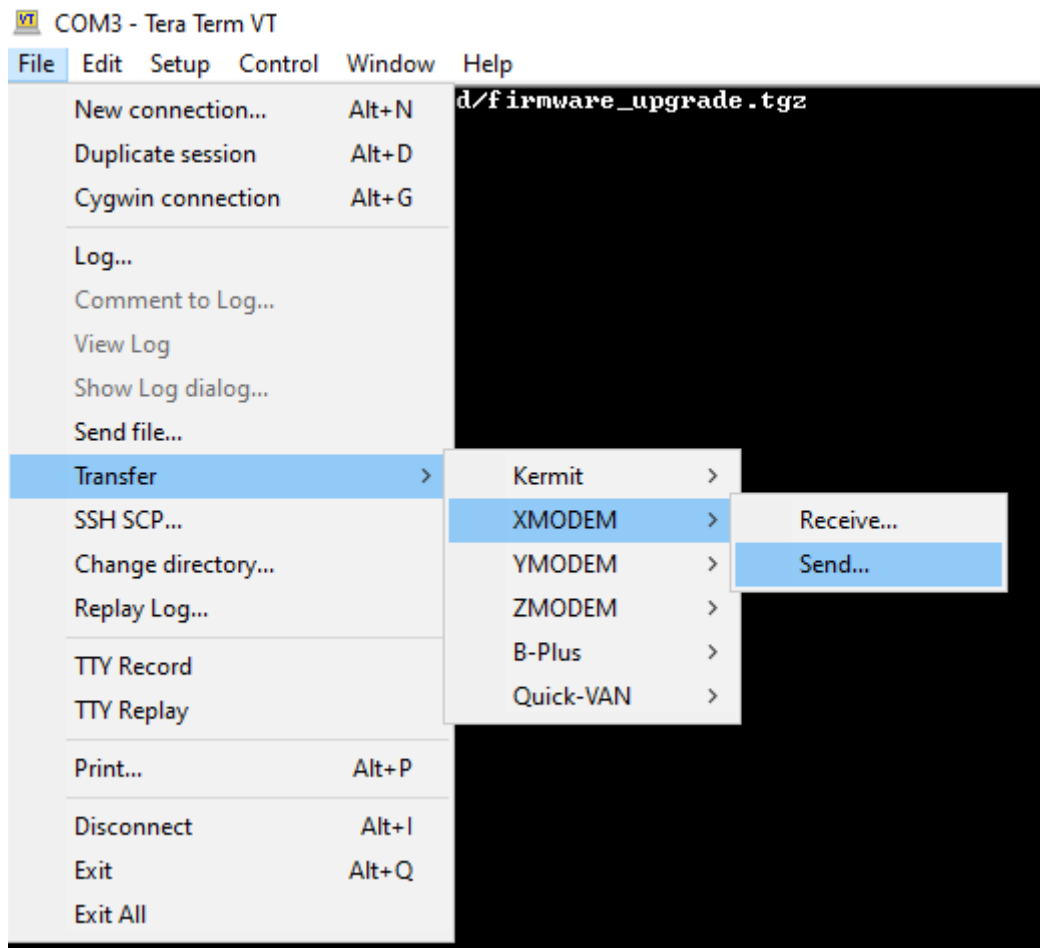 COM3 - Tera Term VT
File Edit Setup Control Window Help
d/firmware_upgrade.tgz
New connection... Alt+N
Duplicate session Alt+D
Cygwin connection Alt+G
Log...
Comment to Log...
View Log
Show Log dialog...
Send file...
Transfer >
SSH SCP...
Change directory...
Replay Log...
TTY Record
TTY Replay
Print... Alt+P
Disconnect Alt+I
Exit Alt+Q
Exit All
Kermit >
XMODEM >
YMODEM >
ZMODEM >
B-Plus >
Quick-VAN >
Receive...
Send...